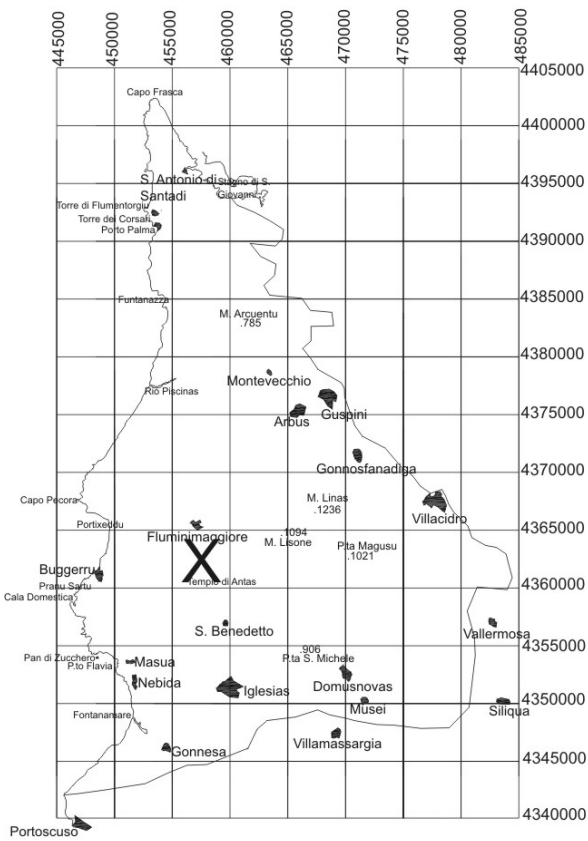 445000
450000
455000
460000
465000
470000
475000
480000
485000
4405000
Capo Frasca
4400000
S. Antonio di
Santadi
Stagno di S.
Giovanni
4395000
Torre di Flumentorgiu
Torre dei Corsari
Porto Palma
4390000
Funtanazza
4385000
M. Arcuentu
.785
4380000
Montevecchio
Rio Piscinas
Guspini
Arbus
4375000
Gonnosfanadiga
4370000
Capo Pecora
M. Linas
.1236
Villacidro
Portixeddu
Fluminimaggiore
4365000
.1094
M. Lisone
P.ta Magusu
.1021
X
Buggerru
Templo di Antas
Pranu Sartu
Cala Domestica
4360000
S. Benedetto
Vallermosa
4355000
.906
P.ta S. Michele
Pan di Zucchero
P.to Flavia
Masua
Nebida
Iglesias
Domusnovas
Musei
Siliqua
4350000
Fontanamare
Gonnesa
Villamassargia
4345000
4340000
Portoscuso